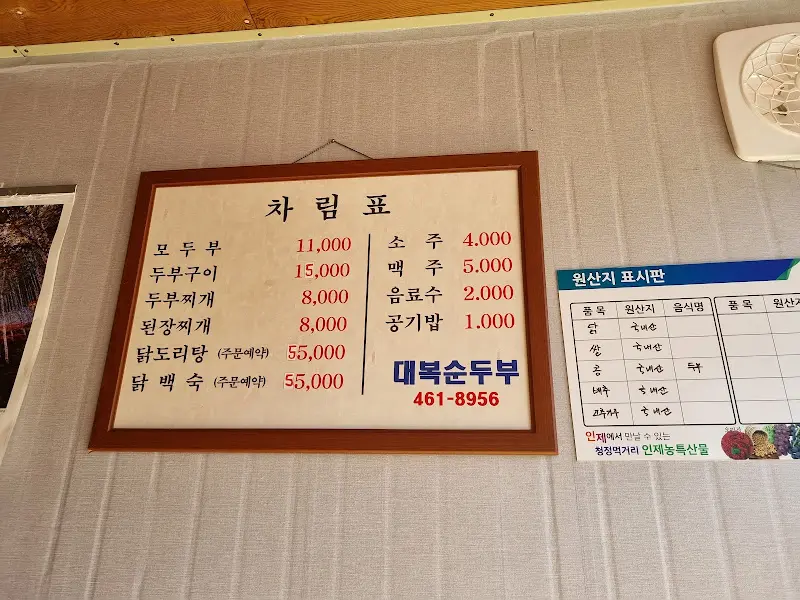 차 림 표
모 두 부 11,000
두부구이 15,000
두부찌개 8,000
된장찌개 8,000
닭도리탕 (주문예약) 55,000
닭 백 숙 (주문예약) 55,000
소 주 4.000
맥 주 5.000
음료수 2.000
공기밥 1.000
대복순두부
461-8956
원산지 표시판
품 목 원산지 음식명 품 목 원산지
닭 국내산
쌀 국내산
콩 국내산 두부
배추 국내산
고추가루 국내산
인제에서 만날 수 있는
청정먹거리 인제농특산물